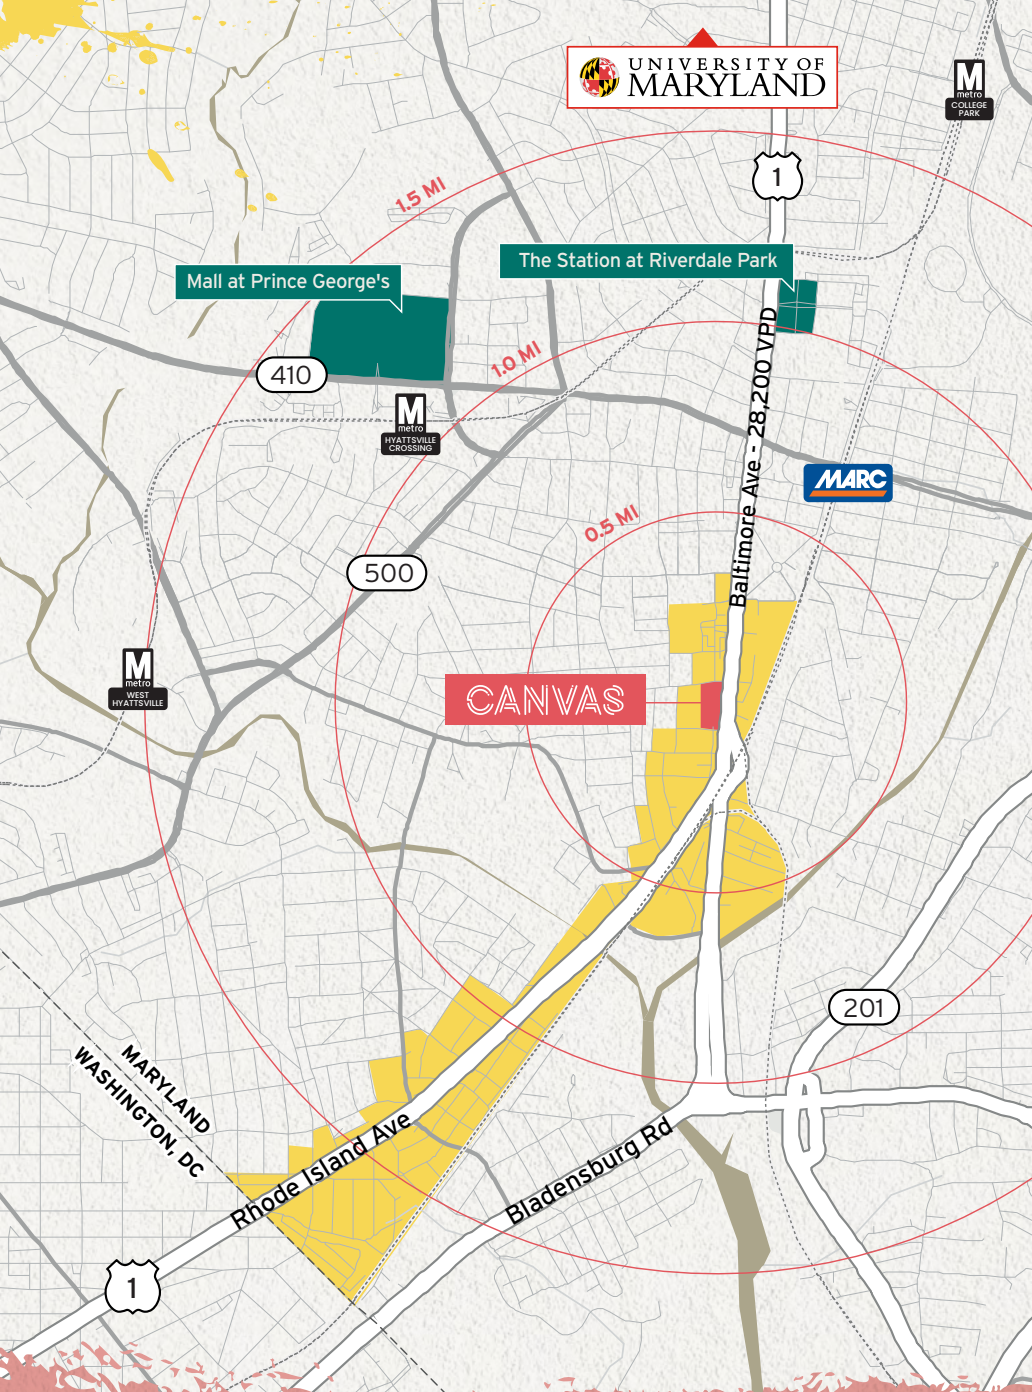 UNIVERSITY OF
MARYLAND
M
metro
COLLEGE
PARK
1
1.5 MI
The Station at Riverdale Park
Mall at Prince George's
1.0 MI
410
Baltimore Ave - 28,200 VPD
M
metro
HYATTSVILLE
CROSSING
MARC
0.5 MI
500
M
metro
WEST
HYATTSVILLE
CANVAS
201
MARYLAND
WASHINGTON, DC
Rhode Island Ave
Bladensburg Rd
1